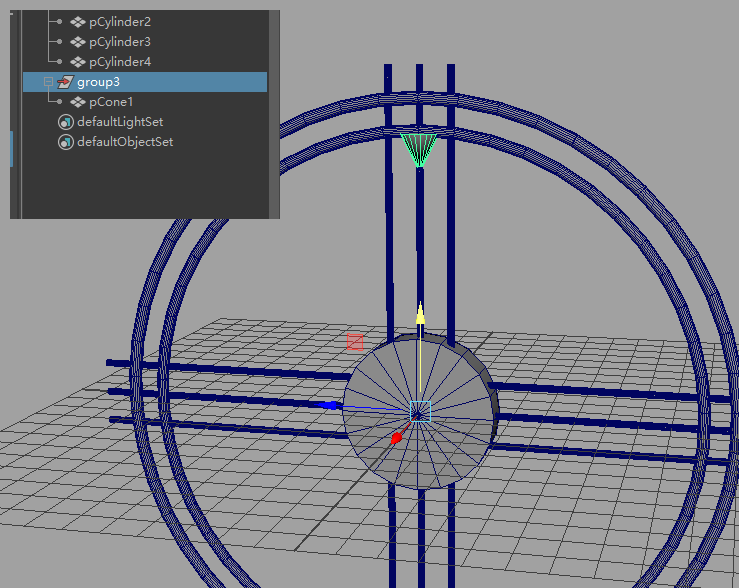 pCylinder2
pCylinder3
pCylinder4
group3
pCone1
defaultLightSet
defaultObjectSet